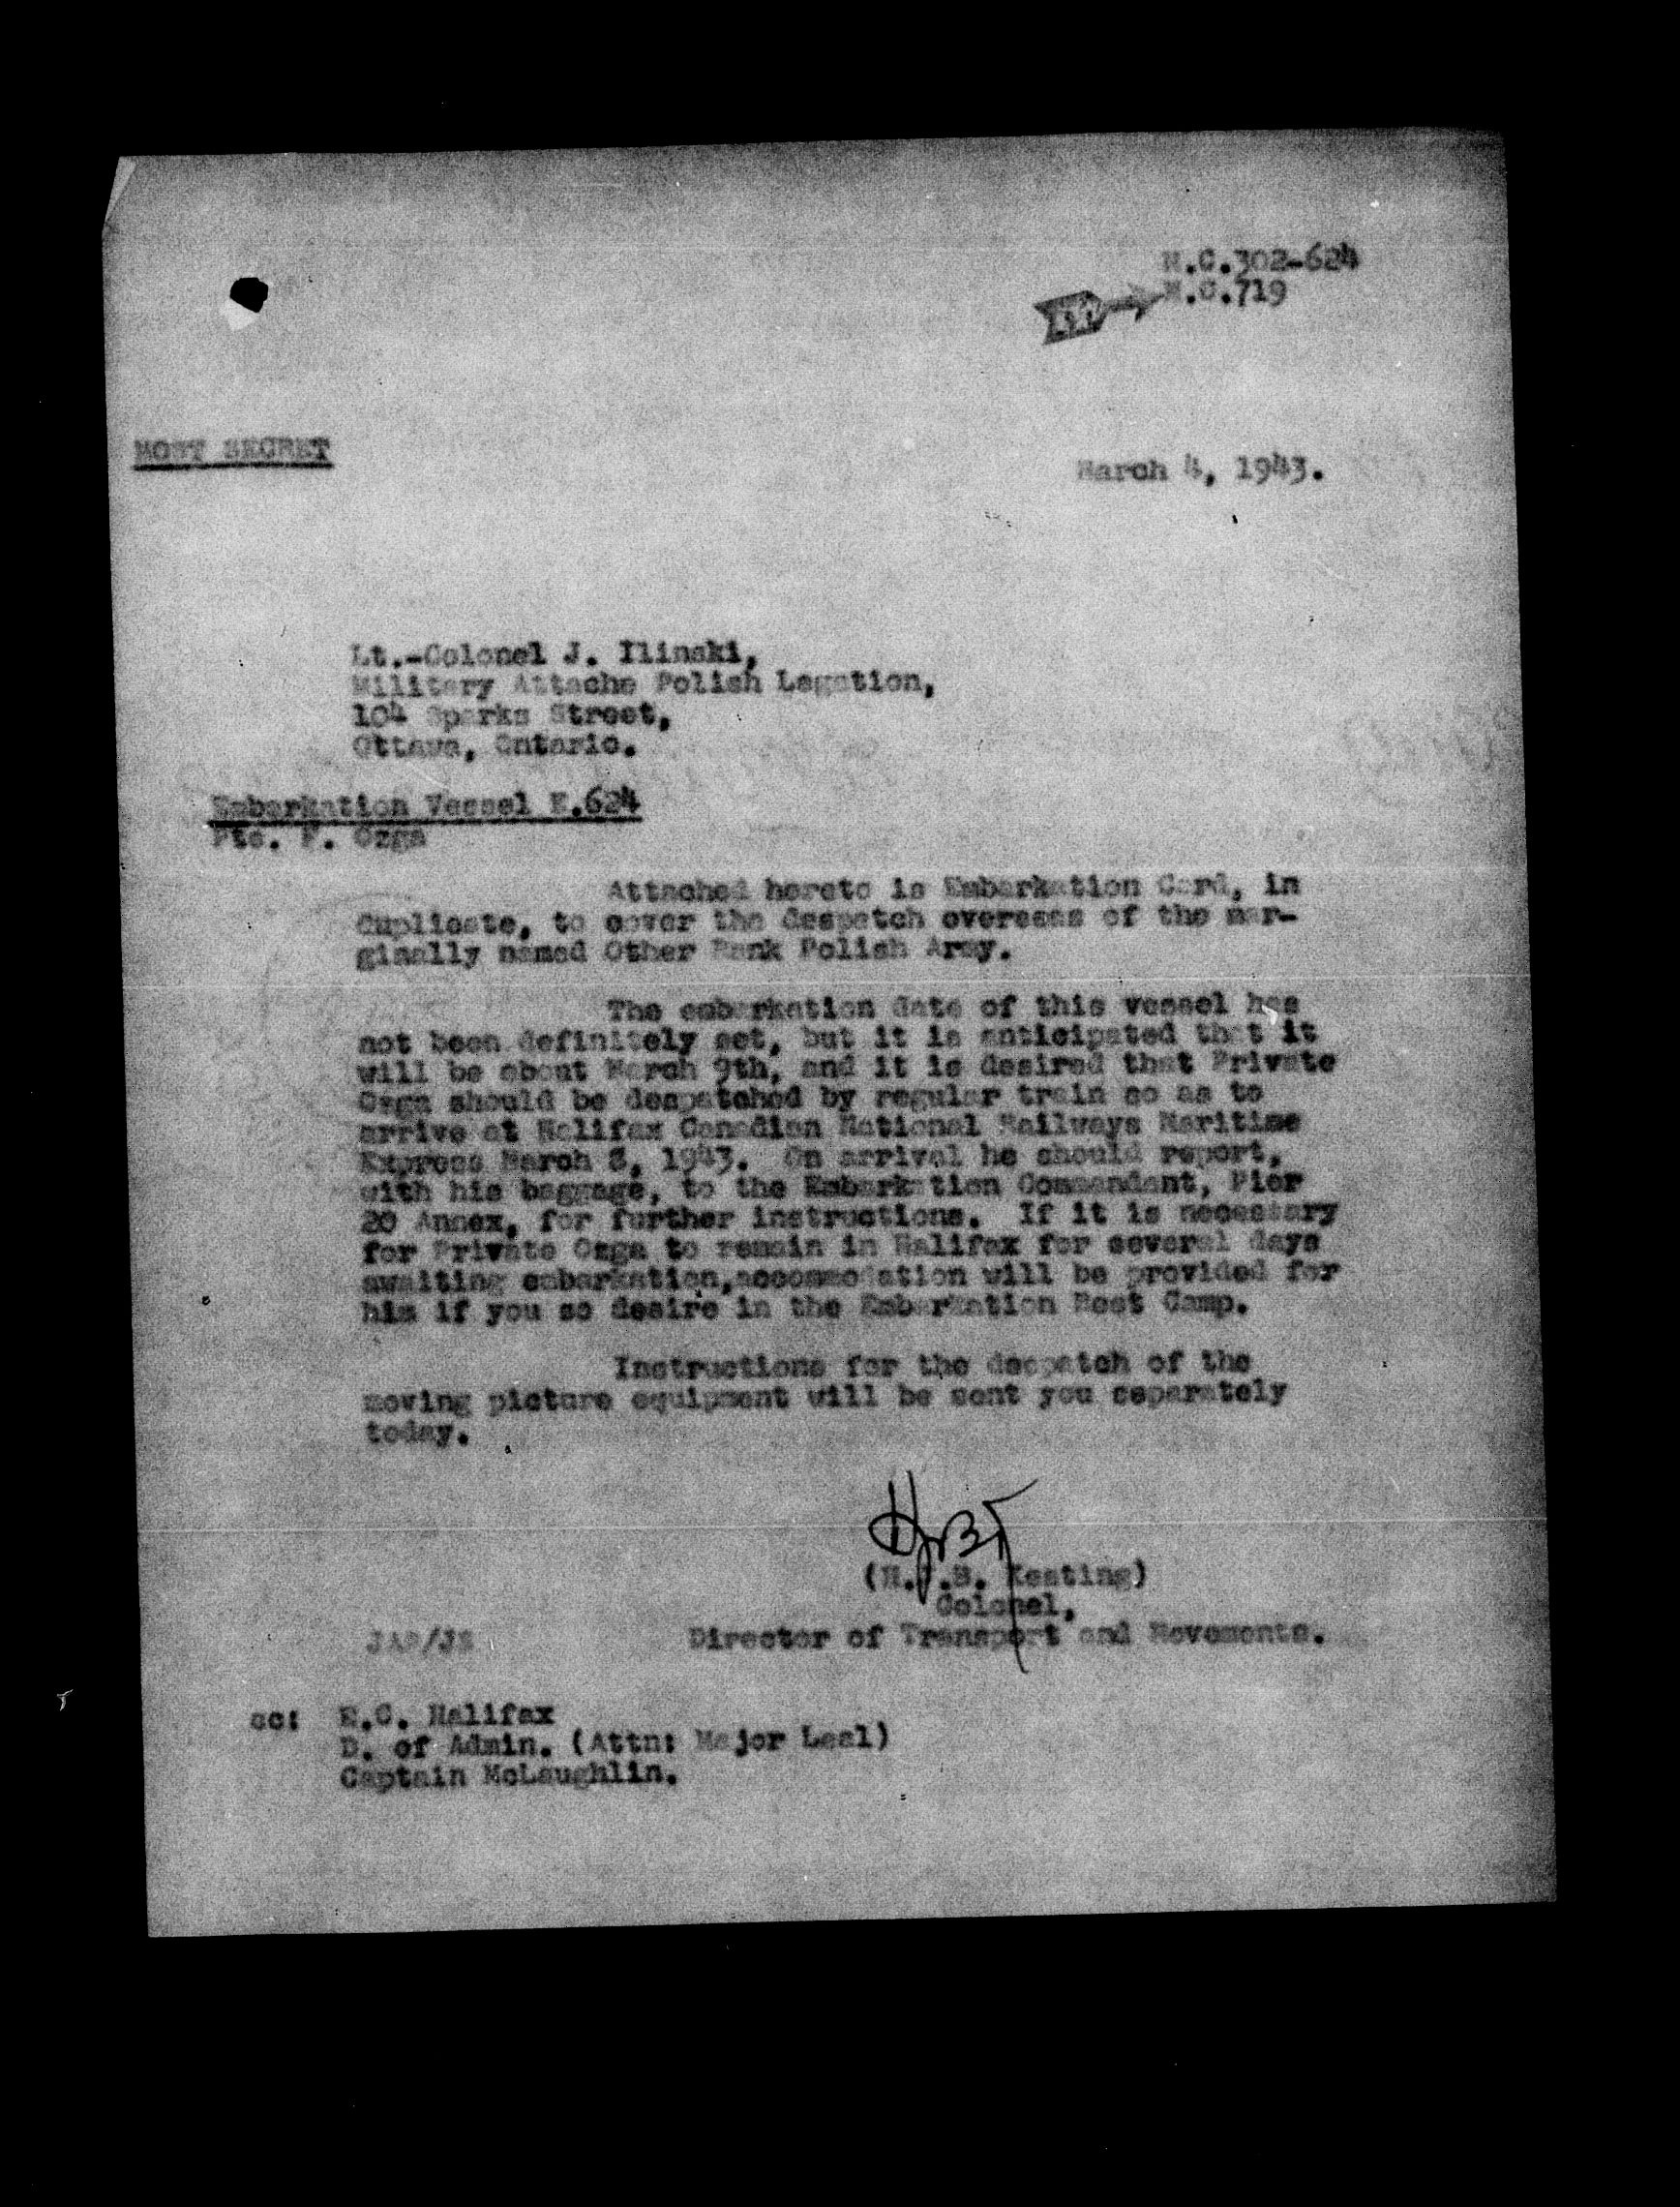 M.C.302-624
M.C.719
MOST SECRET
March 4, 1943.
Lt.-Colonel J. Ilinski,
Military Attache Polish Legation,
104 Sparks Street,
Ottawa, Ontario.
Embarkation Vessel E.624
Pte. F. Ozga
Attached hereto is Embarkation Card, in
duplicate, to cover the despatch overseas of the mar-
ginally named Other Rank Polish Army.
The embarkation date of this vessel has
not been definitely set, but it is anticipated that it
will be about March 9th, and it is desired that Private
Ozga should be despatched by regular train so as to
arrive at Halifax Canadian National Railways Maritime
Express March 8, 1943. On arrival he should report,
with his baggage, to the Embarkation Commandant, Pier
20 Annex, for further instructions. If it is necessary
for Private Ozga to remain in Halifax for several days
awaiting embarkation,accommodation will be provided for
him if you so desire in the Embarkation Rest Camp.
Instructions for the despatch of the
moving picture equipment will be sent you separately
today.
(H.J.B. Keating)
Colonel,
JAP/JE Director of Transport and Movements.
cc: E.C. Halifax
D. of Admin. (Attn: Major Leal)
Captain McLaughlin.